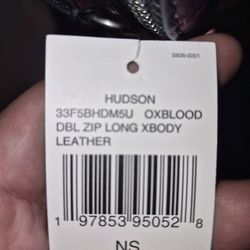 S806-0001
HUDSON
33F5BHDM5U OXBLOOD
DBL ZIP LONG XBODY
LEATHER
1 97853 95052 8
NS